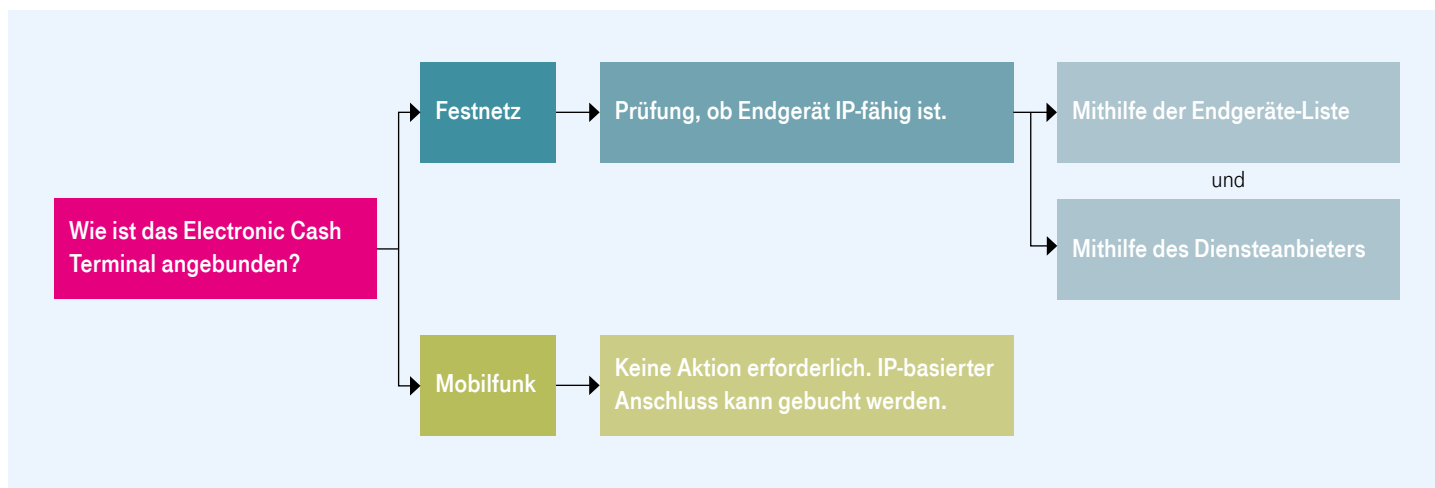 Wie ist das Electronic Cash
Terminal angebunden?
Festnetz
Prüfung, ob Endgerät IP-fähig ist.
Mithilfe der Endgeräte-Liste
und
Mithilfe des Diensteanbieters
Mobilfunk
Keine Aktion erforderlich. IP-basierter
Anschluss kann gebucht werden.